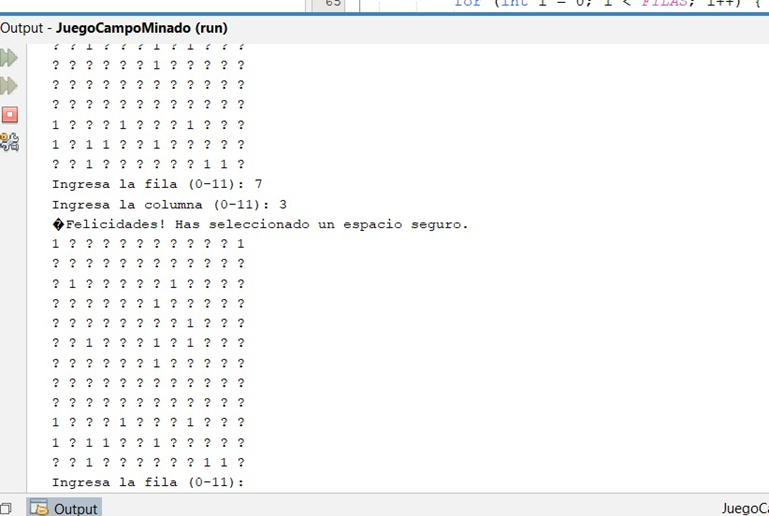 65 for (int i = 0; i < FILAS; i++) {
Output - JuegoCampoMinado (run)
? ? 1 ? ? ? 1 ? 1 ? ? ?
? ? ? ? ? ? 1 ? ? ? ? ?
? ? ? ? ? ? ? ? ? ? ? ?
? ? ? ? ? ? ? ? ? ? ? ?
1 ? ? ? 1 ? ? ? 1 ? ? ?
1 ? 1 1 ? ? 1 ? ? ? ? ?
? ? 1 ? ? ? ? ? ? 1 1 ?
Ingresa la fila (0-11): 7
Ingresa la columna (0-11): 3
�Felicidades! Has seleccionado un espacio seguro.
1 ? ? ? ? ? ? ? ? ? ? 1
? ? ? ? ? ? ? ? ? ? ? ?
? 1 ? ? ? ? ? 1 ? ? ? ?
? ? ? ? ? ? 1 ? ? ? ? ?
? ? ? ? ? ? ? ? 1 ? ? ?
? ? 1 ? ? ? 1 ? 1 ? ? ?
? ? ? ? ? ? 1 ? ? ? ? ?
? ? ? ? ? ? ? ? ? ? ? ?
? ? ? ? ? ? ? ? ? ? ? ?
1 ? ? ? 1 ? ? ? 1 ? ? ?
1 ? 1 1 ? ? 1 ? ? ? ? ?
? ? 1 ? ? ? ? ? ? 1 1 ?
Ingresa la fila (0-11):
Output
JuegoCa